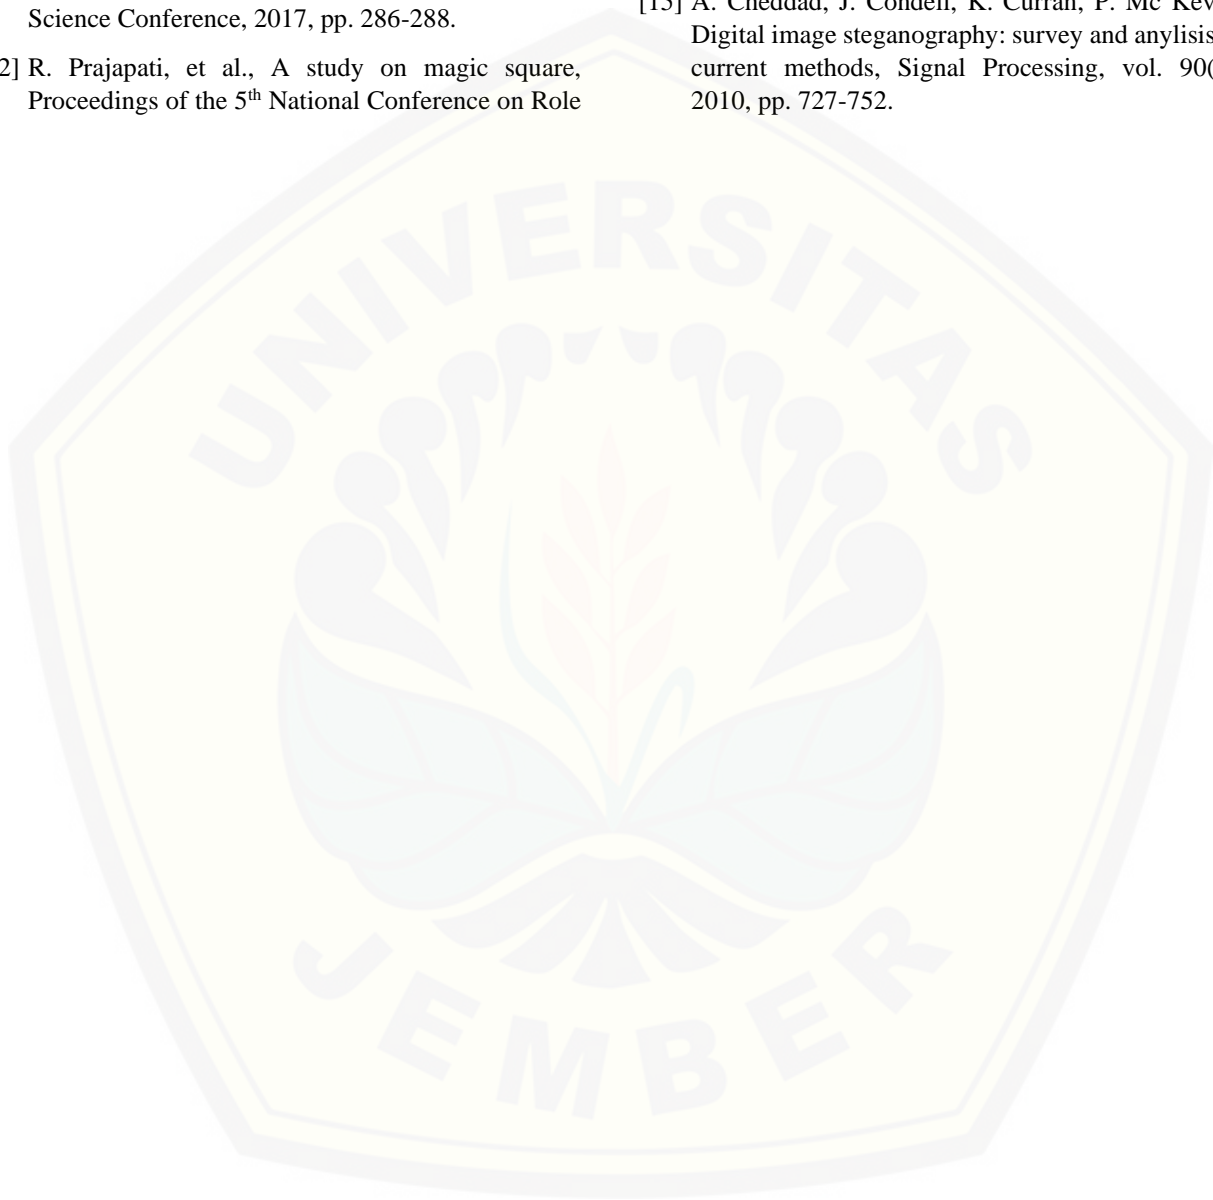 Science Conference, 2017, pp. 286-288.
2] R. Prajapati, et al., A study on magic square,
Proceedings of the 5th National Conference on Role
[15] A. Cheddad, J. Condell, K. Curran, P. Mc Kev
Digital image steganography: survey and anylisis
current methods, Signal Processing, vol. 90(
2010, pp. 727-752.
UNIVERSITAS
JEMBER